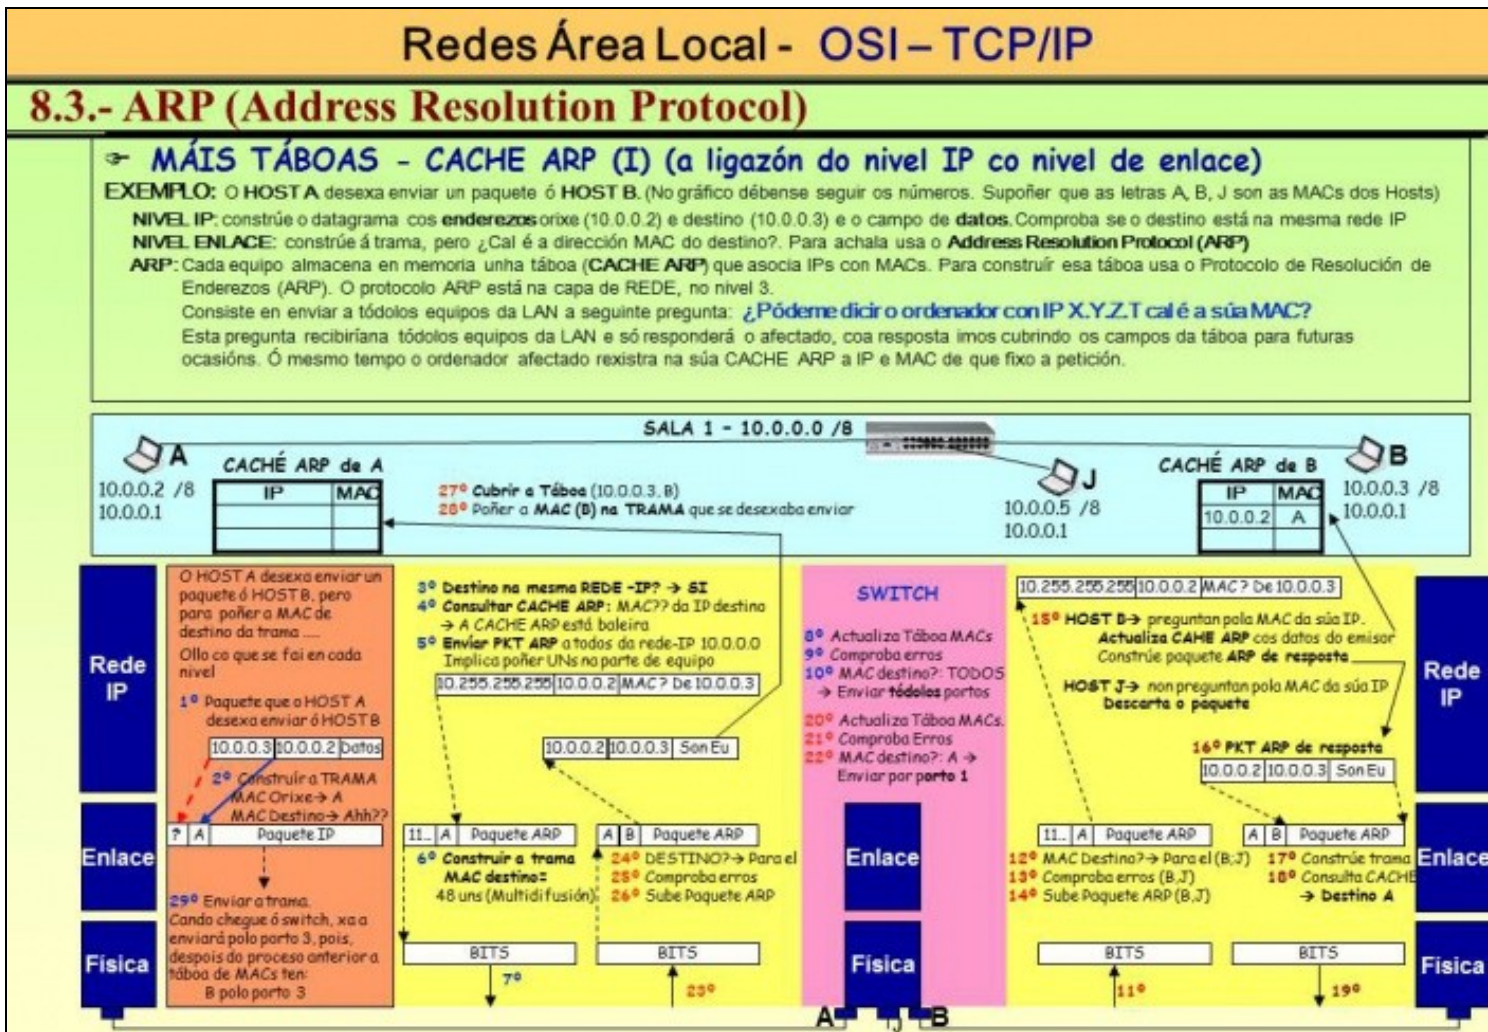 Redes Área Local - OSI – TCP/IP
8.3.- ARP (Address Resolution Protocol)
☞ MÁIS TÁBOAS - CACHE ARP (I) (a ligazón do nivel IP co nivel de enlace)
EXEMPLO: O HOST A desexa enviar un paquete ó HOST B. (No gráfico débense seguir os números. Supoñer que as letras A, B, J son as MACs dos Hosts)
NIVEL IP: constrúe o datagrama cos enderezos orixe (10.0.0.2) e destino (10.0.0.3) e o campo de datos. Comproba se o destino está na mesma rede IP
NIVEL ENLACE: constrúe á trama, pero ¿Cal é a dirección MAC do destino?. Para achala usa o Address Resolution Protocol (ARP)
ARP: Cada equipo almacena en memoria unha táboa (CACHE ARP) que asocia IPs con MACs. Para construír esa táboa usa o Protocolo de Resolución de
Enderezos (ARP). O protocolo ARP está na capa de REDE, no nivel 3.
Consiste en enviar a tódolos equipos da LAN a seguinte pregunta: ¿Pódeme dicir o ordenador con IP X.Y.Z.T cal é a súa MAC?
Esta pregunta recibiríana tódolos equipos da LAN e só responderá o afectado, coa resposta imos cubrindo os campos da táboa para futuras
ocasións. Ó mesmo tempo o ordenador afectado rexistra na súa CACHE ARP a IP e MAC de que fixo a petición.
SALA 1 - 10.0.0.0 /8
A
10.0.0.2 /8
10.0.0.1
CACHÉ ARP de A
IP MAC
27º Cubrir a Táboa (10.0.0.3, B)
28º Poñer a MAC (B) na TRAMA que se desexaba enviar
J
10.0.0.5 /8
10.0.0.1
CACHÉ ARP de B
IP MAC
10.0.0.2 A
B
10.0.0.3 /8
10.0.0.1
Rede
IP
Enlace
Física
O HOST A desexa enviar un
paquete ó HOST B, pero
para poñer a MAC de
destino da trama .....
Ollo co que se fai en cada
nivel
1º Paquete que o HOST A
desexa enviar ó HOST B
10.0.0.3 10.0.0.2 Datos
2º Construír a TRAMA
MAC Orixe→ A
MAC Destino→ Ahh??
? A Paquete IP
29º Enviar a trama.
Cando chegue ó switch, xa a
enviará polo porto 3, pois,
despois do proceso anterior a
táboa de MACs ten:
B polo porto 3
3º Destino na mesma REDE -IP? → SI
4º Consultar CACHE ARP: MAC?? da IP destino
→ A CACHE ARP está baleira
5º Enviar PKT ARP a todos da rede-IP 10.0.0.0
Implica poñer UNs na parte de equipo
10.255.255.255 10.0.0.2 MAC? De 10.0.0.3
10.0.0.2 10.0.0.3 Son Eu
11... A Paquete ARP
6º Construir a trama
MAC destino=
48 uns (Multidifusión)
BITS
7º
A B Paquete ARP
24º DESTINO?→ Para el
25º Comproba erros
26º Sube Paquete ARP
BITS
23º
SWITCH
8º Actualiza Táboa MACs
9º Comproba erros
10º MAC destino?: TODOS
→ Enviar tódolos portos
20º Actualiza Táboa MACs.
21º Comproba Erros
22º MAC destino?: A →
Enviar por porto 1
Enlace
Física
A J B
10.255.255.255 10.0.0.2 MAC? De 10.0.0.3
15º HOST B→ preguntan pola MAC da súa IP.
Actualiza CAHE ARP cos datos do emisor
Constrúe paquete ARP de resposta
HOST J→ non preguntan pola MAC da súa IP
Descarta o paquete
16º PKT ARP de resposta
10.0.0.2 10.0.0.3 Son Eu
11... A Paquete ARP
12º MAC Destino?→ Para el (B;J)
13º Comproba erros (B,J)
14º Sube Paquete ARP (B,J)
BITS
11º
A B Paquete ARP
17º Constrúe trama
18º Consulta CACHE
→ Destino A
BITS
19º
Rede
IP
Enlace
Física